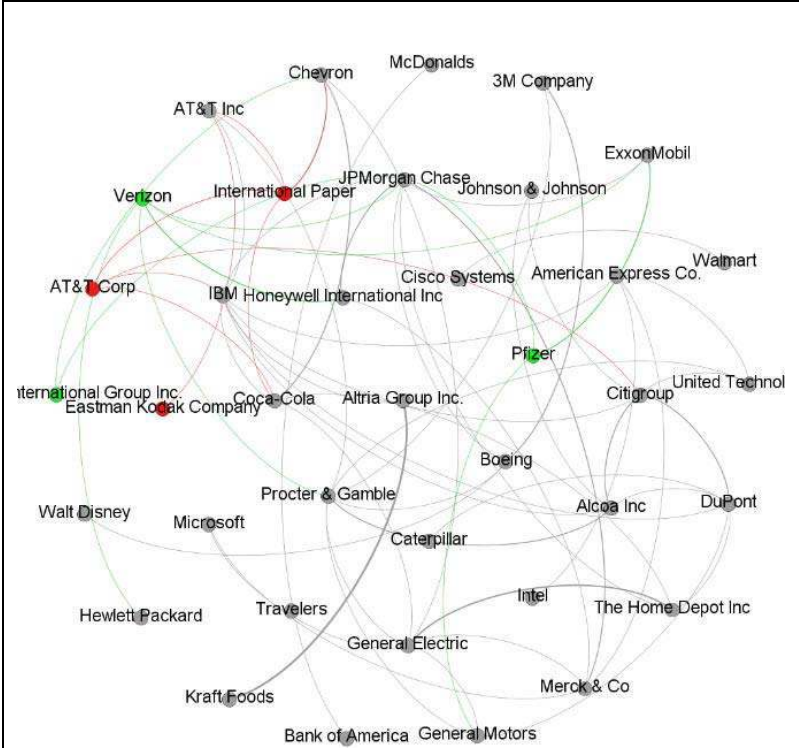 McDonalds
Chevron
3M Company
AT&T Inc
ExxonMobil
JPMorgan Chase
Johnson & Johnson
International Paper
Verizon
Walmart
American Express Co.
Cisco Systems
AT&T Corp
IBM
Honeywell International Inc
Pfizer
United Technol
nternational Group Inc.
Citigroup
Coca-Cola
Altria Group Inc.
Eastman Kodak Company
Boeing
Procter & Gamble
DuPont
Alcoa Inc
Walt Disney
Microsoft
Caterpillar
Intel
The Home Depot Inc
Travelers
Hewlett Packard
General Electric
Merck & Co
Kraft Foods
General Motors
Bank of America